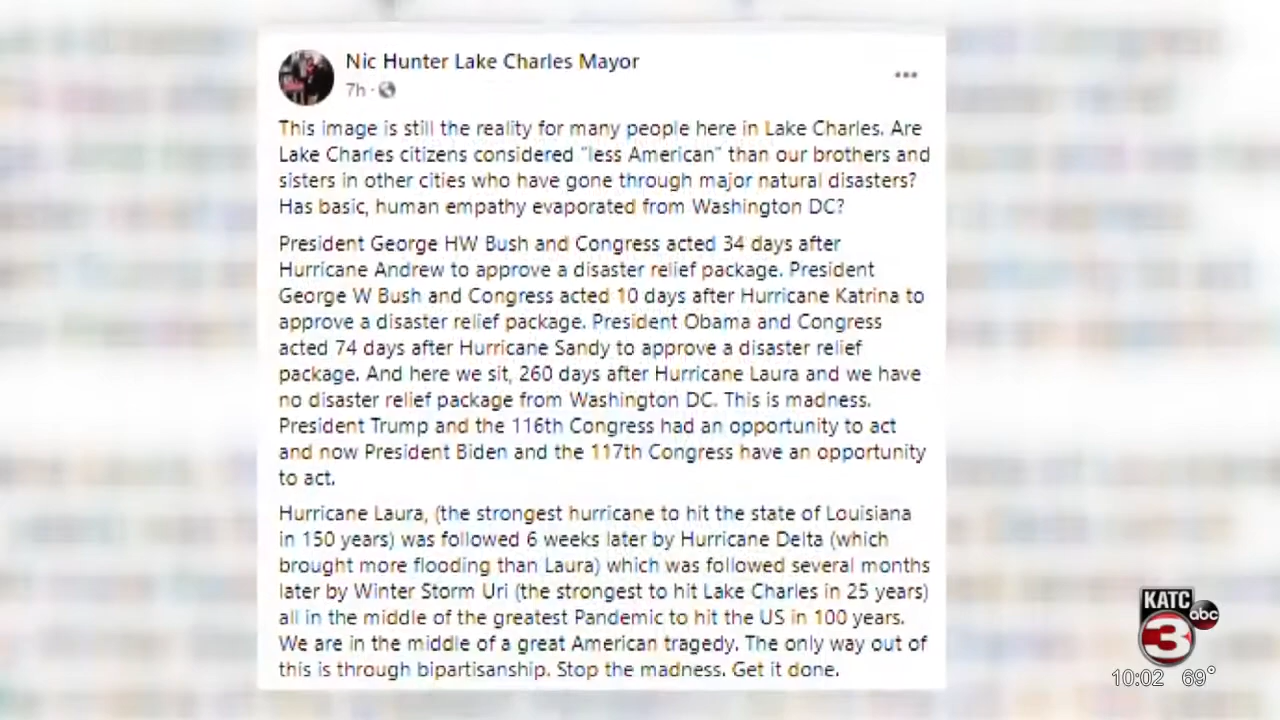 Nic Hunter Lake Charles Mayor
7h ·
This image is still the reality for many people here in Lake Charles. Are
Lake Charles citizens considered "less American" than our brothers and
sisters in other cities who have gone through major natural disasters?
Has basic, human empathy evaporated from Washington DC?
President George HW Bush and Congress acted 34 days after
Hurricane Andrew to approve a disaster relief package. President
George W Bush and Congress acted 10 days after Hurricane Katrina to
approve a disaster relief package. President Obama and Congress
acted 74 days after Hurricane Sandy to approve a disaster relief
package. And here we sit, 260 days after Hurricane Laura and we have
no disaster relief package from Washington DC. This is madness.
President Trump and the 116th Congress had an opportunity to act
and now President Biden and the 117th Congress have an opportunity
to act.
Hurricane Laura, (the strongest hurricane to hit the state of Louisiana
in 150 years) was followed 6 weeks later by Hurricane Delta (which
brought more flooding than Laura) which was followed several months
later by Winter Storm Uri (the strongest to hit Lake Charles in 25 years)
all in the middle of the greatest Pandemic to hit the US in 100 years.
We are in the middle of a great American tragedy. The only way out of
this is through bipartisanship. Stop the madness. Get it done.
KATC
abc
3
10:02 69°